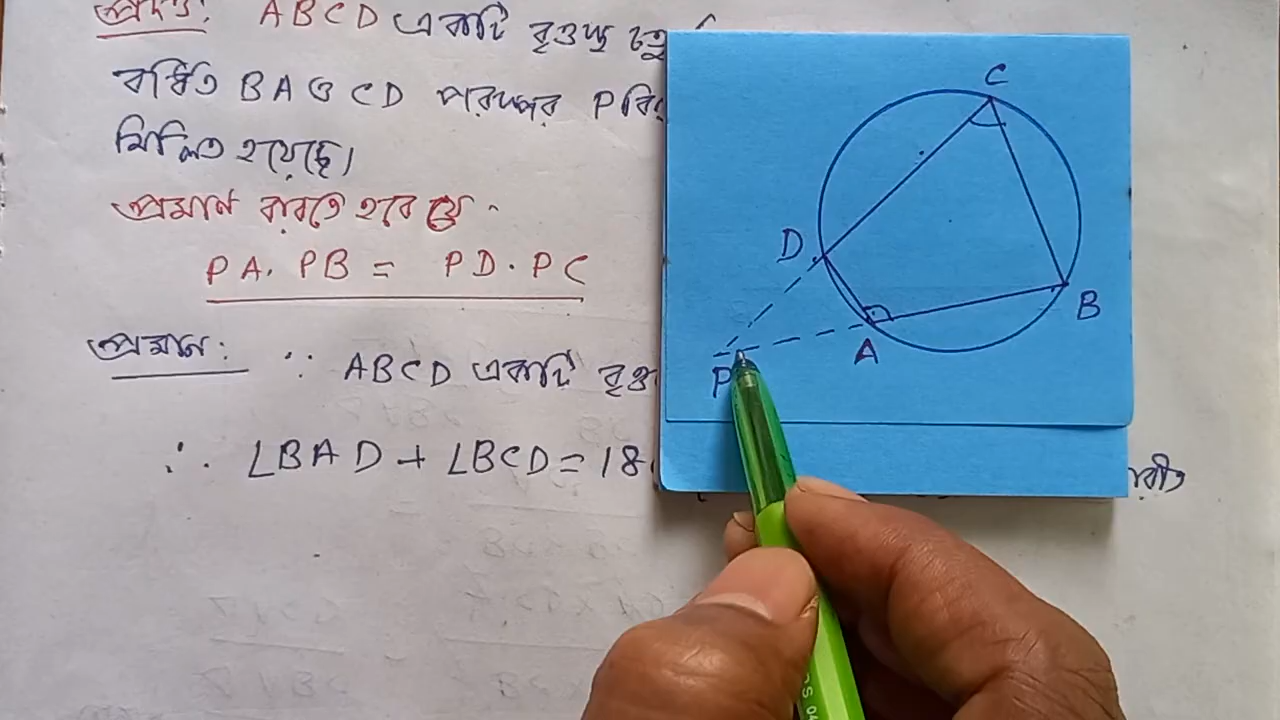 প্রদত্ত: ABCD একটি বৃত্তস্থ
বর্ধিত BA ও CD পরস্পর P
মিলিত হয়েছে।
প্রমাণ করতে হবে যে -
PA. PB = PD. PC
প্রমাণ: ∵ ABCD একটি
∴ ∠BAD + ∠BCD = 18
C
D
B
A
P